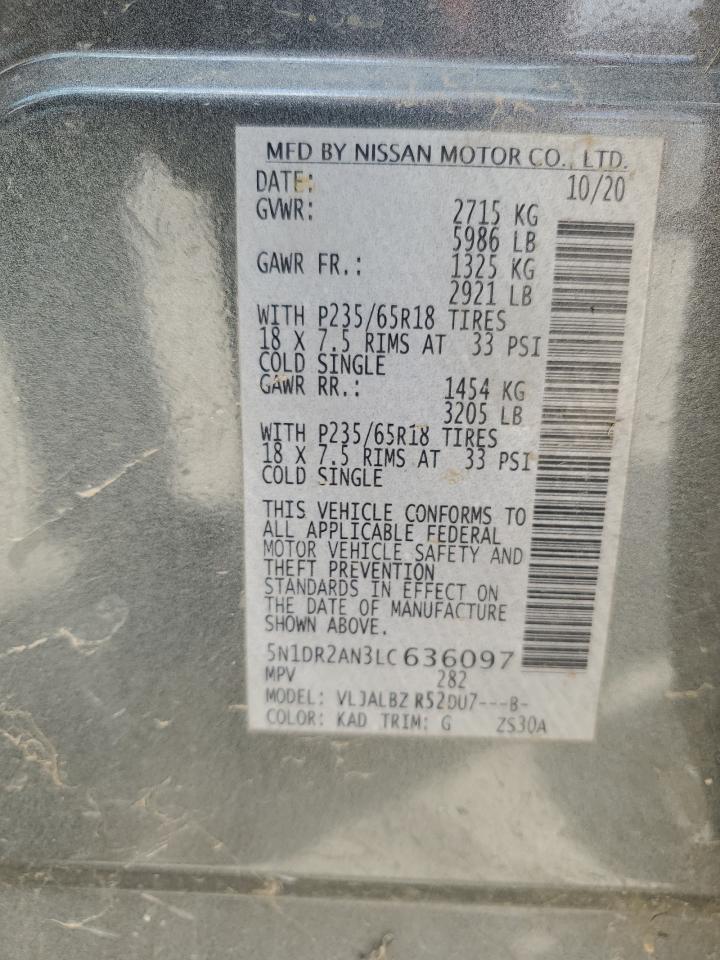 MFD BY NISSAN MOTOR CO., LTD.
DATE: 10/20
GVWR: 2715 KG
5986 LB
GAWR FR.: 1325 KG
2921 LB
WITH P235/65R18 TIRES
18 X 7.5 RIMS AT 33 PSI
COLD SINGLE
GAWR RR.: 1454 KG
3205 LB
WITH P235/65R18 TIRES
18 X 7.5 RIMS AT 33 PSI
COLD SINGLE
THIS VEHICLE CONFORMS TO
ALL APPLICABLE FEDERAL
MOTOR VEHICLE SAFETY AND
THEFT PREVENTION
STANDARDS IN EFFECT ON
THE DATE OF MANUFACTURE
SHOWN ABOVE.
5N1DR2AN3LC636097
MPV 282
MODEL: VLJALBZ R52DU7---B-
COLOR: KAD TRIM: G ZS30A